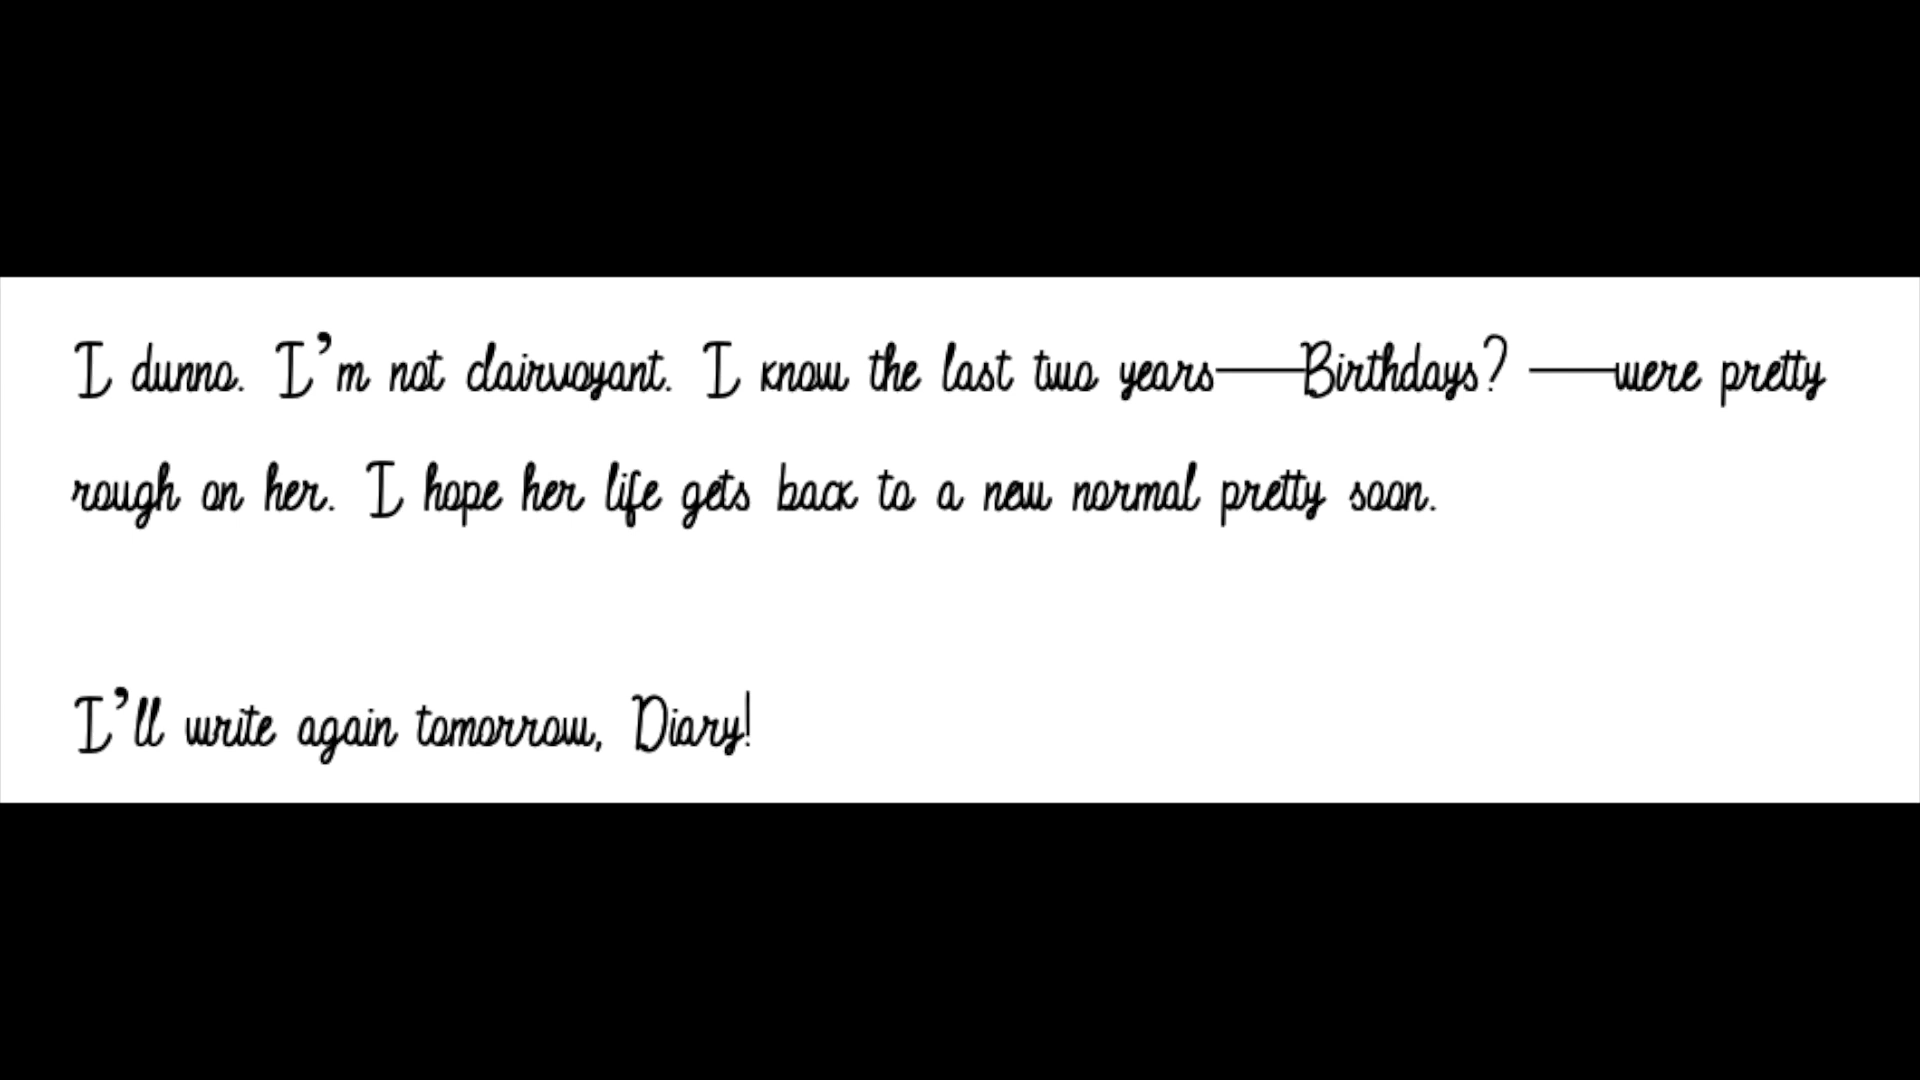 I dunno. I'm not clairvoyant. I know the last two years——Birthdays? ——were pretty
rough on her. I hope her life gets back to a new normal pretty soon.
I'll write again tomorrow, Diary!